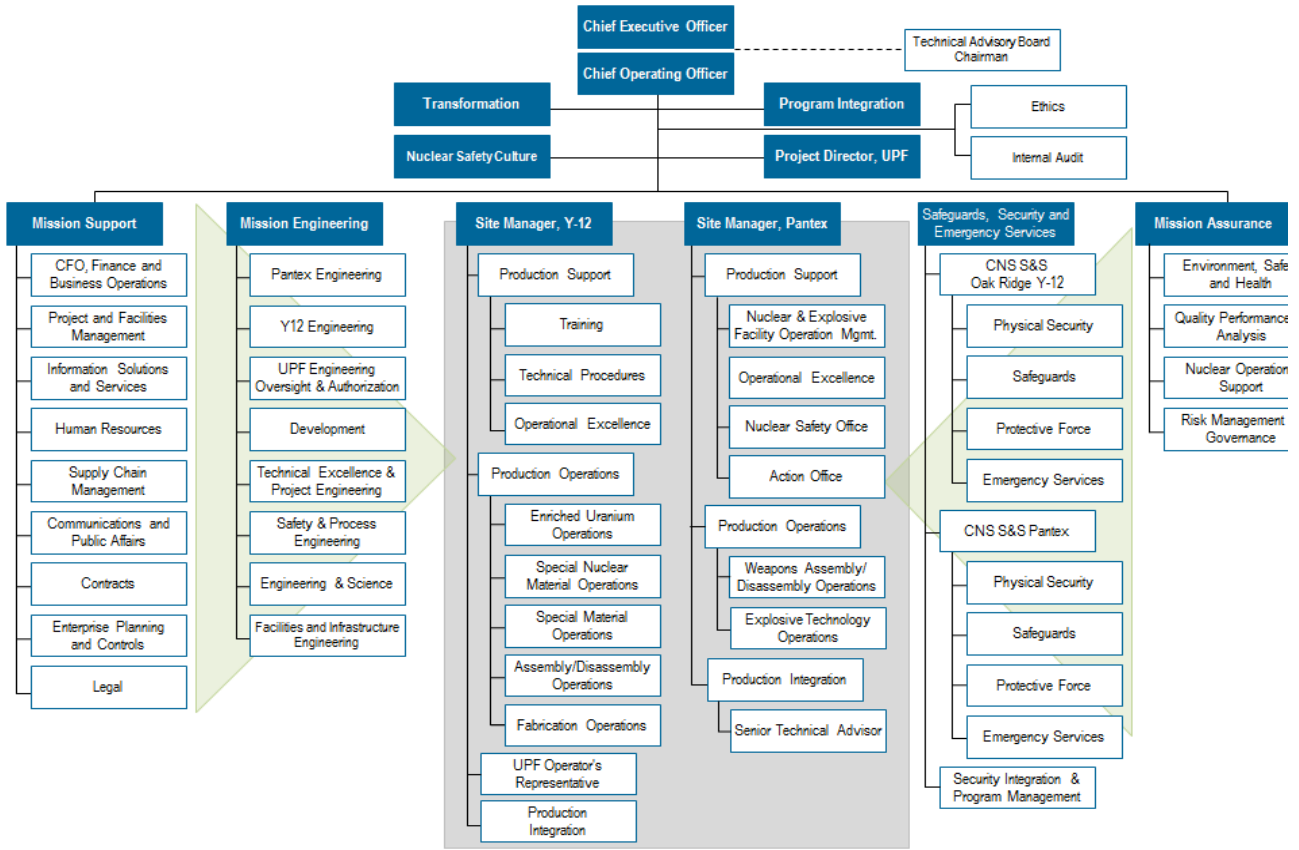 Chief Executive Officer
Technical Advisory Board
Chairman
Chief Operating Officer
Transformation
Program Integration
Ethics
Nuclear Safety Culture
Project Director, UPF
Internal Audit
Mission Support
CFO, Finance and
Business Operations
Project and Facilities
Management
Information Solutions
and Services
Human Resources
Supply Chain
Management
Communications and
Public Affairs
Contracts
Enterprise Planning
and Controls
Legal
Mission Engineering
Pantex Engineering
Y12 Engineering
UPF Engineering
Oversight & Authorization
Development
Technical Excellence &
Project Engineering
Safety & Process
Engineering
Engineering & Science
Facilities and Infrastructure
Engineering
Site Manager, Y-12
Production Support
Training
Technical Procedures
Operational Excellence
Production Operations
Enriched Uranium
Operations
Special Nuclear
Material Operations
Special Material
Operations
Assembly/Disassembly
Operations
Fabrication Operations
UPF Operator's
Representative
Production
Integration
Site Manager, Pantex
Production Support
Nuclear & Explosive
Facility Operation Mgmt.
Operational Excellence
Nuclear Safety Office
Action Office
Production Operations
Weapons Assembly/
Disassembly Operations
Explosive Technology
Operations
Production Integration
Senior Technical Advisor
Safeguards, Security and
Emergency Services
CNS S&S
Oak Ridge Y-12
Physical Security
Safeguards
Protective Force
Emergency Services
CNS S&S Pantex
Physical Security
Safeguards
Protective Force
Emergency Services
Security Integration &
Program Management
Mission Assurance
Environment, Safe
and Health
Quality Performance
Analysis
Nuclear Operation
Support
Risk Management
Governance